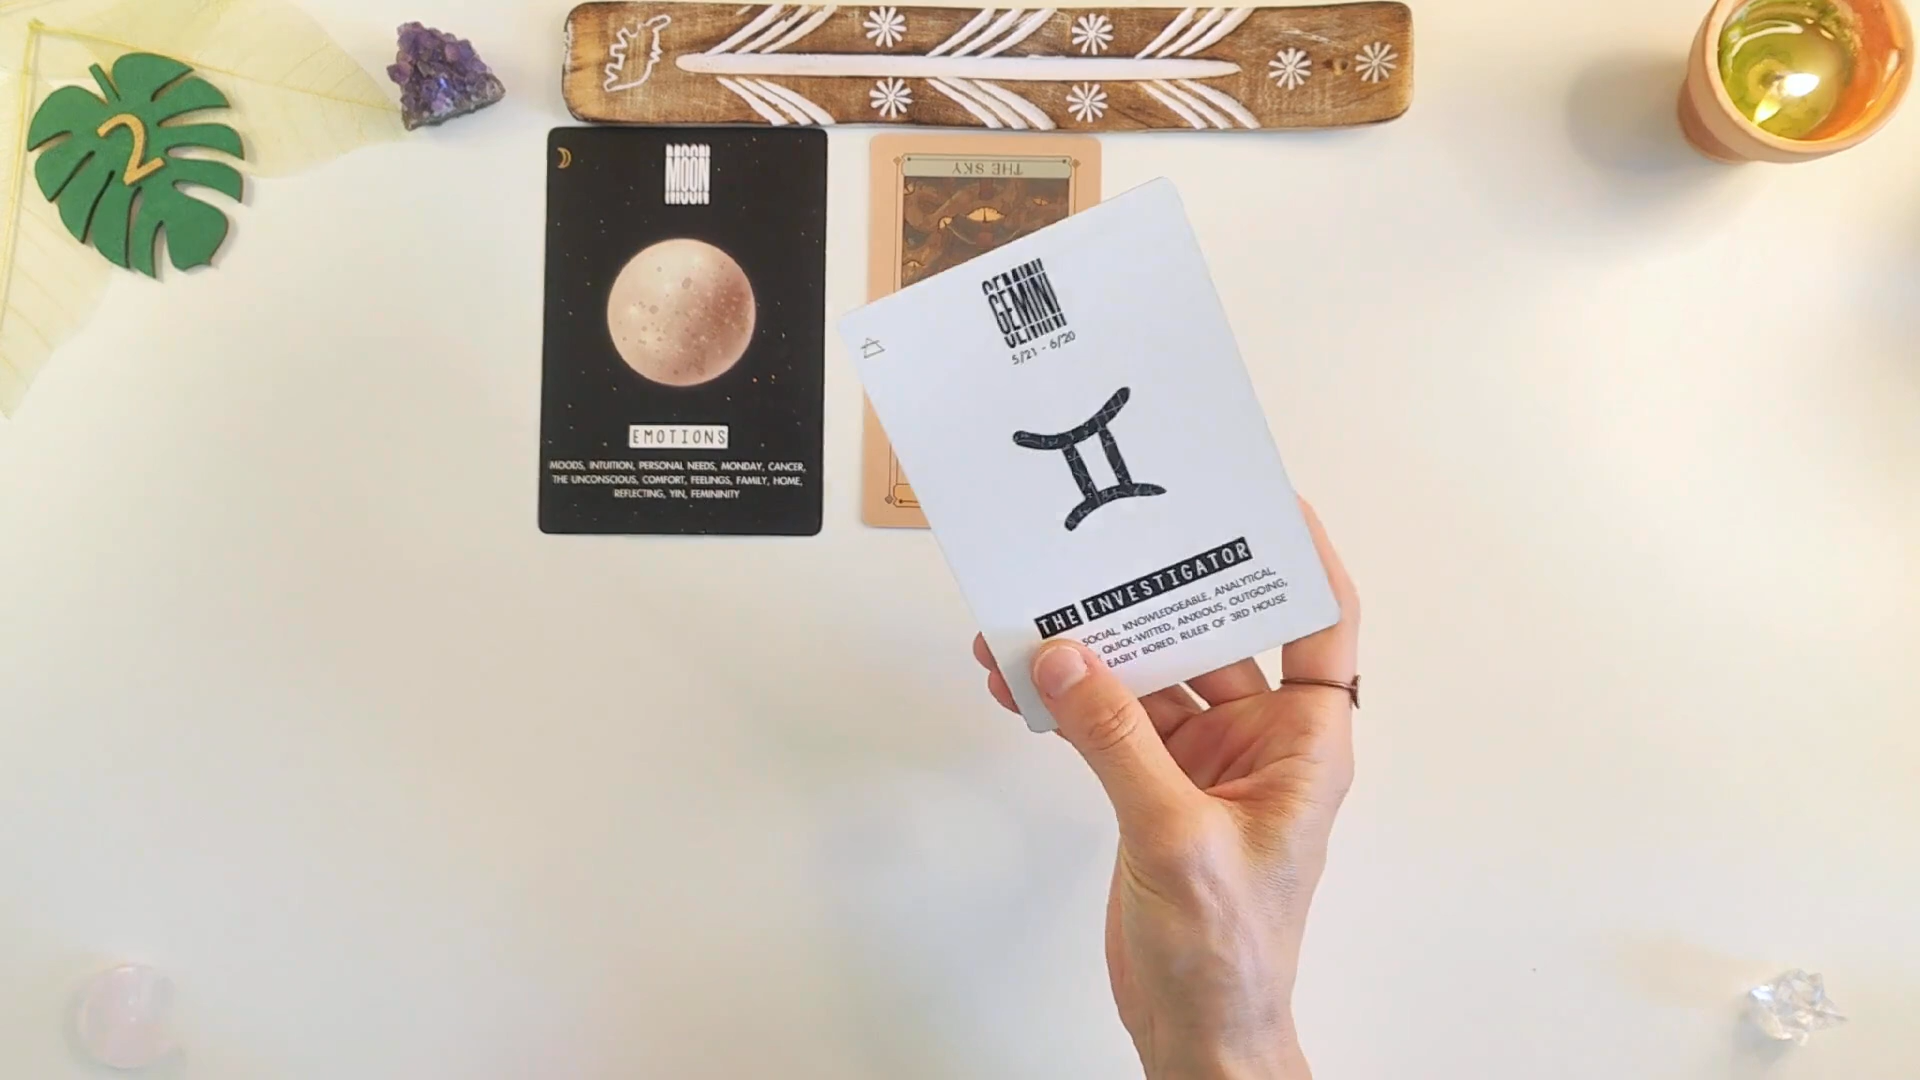 2
MOON
EMOTIONS
MOODS, INTUITION, PERSONAL NEEDS, MONDAY, CANCER,
THE UNCONSCIOUS, COMFORT, FEELINGS, FAMILY, HOME,
REFLECTING, YIN, FEMININITY
THE SKY
GEMINI
5/21 - 6/20
THE INVESTIGATOR
SOCIAL, KNOWLEDGEABLE, ANALYTICAL,
QUICK-WITTED, ANXIOUS, OUTGOING,
EASILY BORED, RULER OF 3RD HOUSE